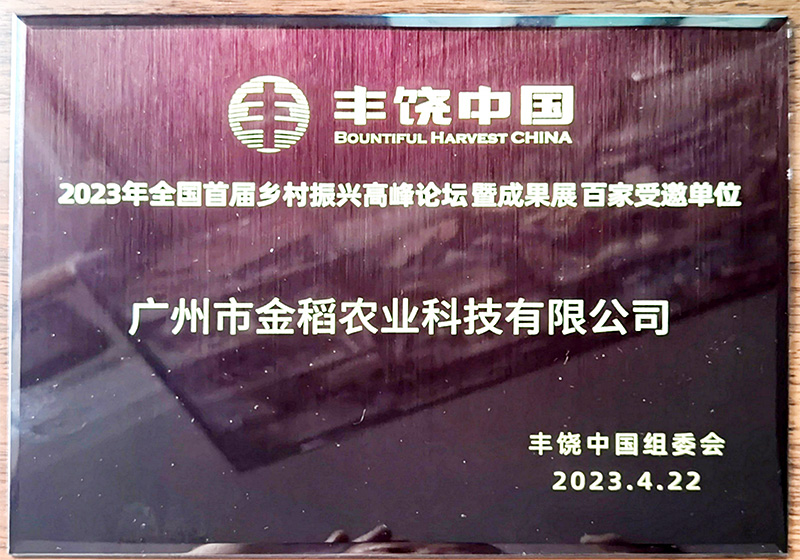 丰饶中国
BOUNTIFUL HARVEST CHINA
2023年全国首届乡村振兴高峰论坛暨成果展 百家受邀单位
广州市金稻农业科技有限公司
丰饶中国组委会
2023.4.22